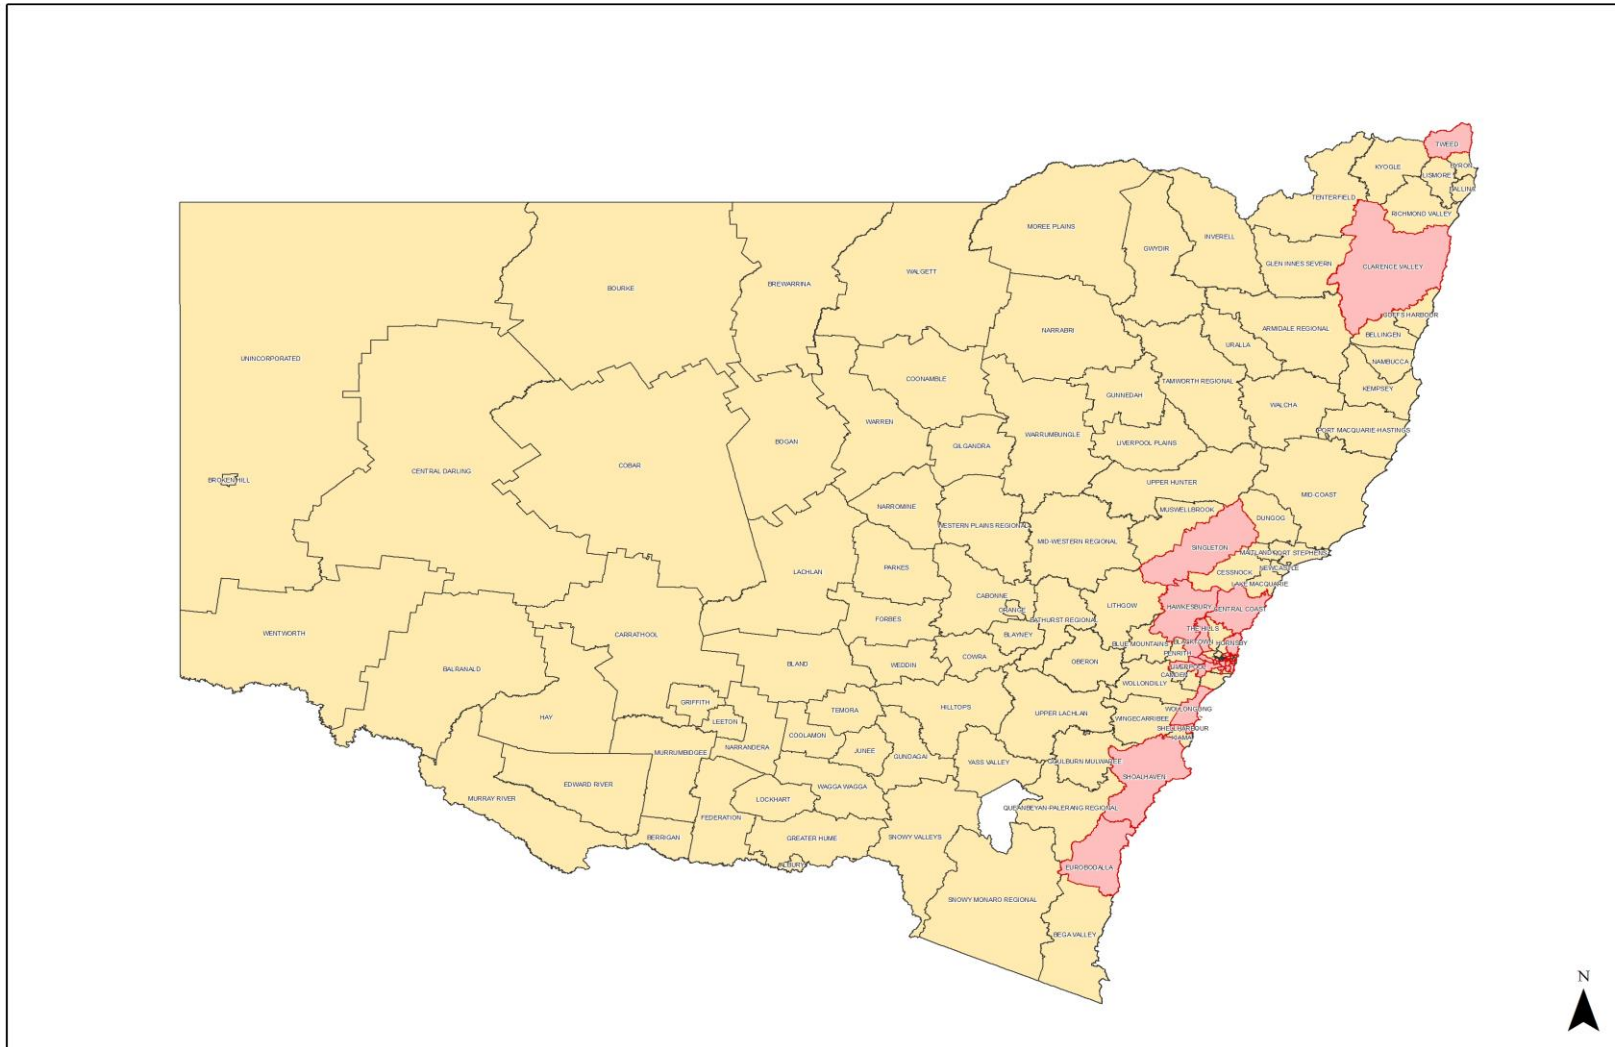 TWEED
KYOGLE
BYRON
LISMORE
BALLINA
TENTERFIELD
RICHMOND VALLEY
MOREE PLAINS
INVERELL
GWYDIR
GLEN INNES SEVERN
CLARENCE VALLEY
WALGETT
BREWARRINA
BOURKE
COFFS HARBOUR
ARMIDALE REGIONAL
NARRABRI
BELLINGEN
URALLA
UNINCORPORATED
NAMBUCCA
COONAMBLE
TAMWORTH REGIONAL
KEMPSEY
GUNNEDAH
WALCHA
WARREN
PORT MACQUARIE-HASTINGS
WARRUMBUNGLE
BOGAN
LIVERPOOL PLAINS
GILGANDRA
COBAR
CENTRAL DARLING
BROKEN HILL
UPPER HUNTER
MID-COAST
NARROMINE
MUSWELLBROOK
DUNGOG
WESTERN PLAINS REGIONAL
MID-WESTERN REGIONAL
SINGLETON
MAITLAND
PORT STEPHENS
PARKES
NEWCASTLE
LACHLAN
CESSNOCK
LAKE MACQUARIE
CABONNE
LITHGOW
HAWKESBURY
CENTRAL COAST
ORANGE
FORBES
BATHURST REGIONAL
THE HILLS
WENTWORTH
CARRATHOOL
BLAYNEY
BLUE MOUNTAINS
BLACKTOWN
HORNSBY
PENRITH
COWRA
OBERON
BLAND
WEDDIN
BALRANALD
LIVERPOOL
CAMDEN
WOLLONDILLY
GRIFFITH
HILLTOPS
TEMORA
UPPER LACHLAN
WOLLONGONG
HAY
LEETON
WINGECARRIBEE
SHELLHARBOUR
COOLAMON
KIAMA
NARRANDERA
JUNEE
MURRUMBIDGEE
GUNDAGAI
YASS VALLEY
GOULBURN MULWAREE
SHOALHAVEN
EDWARD RIVER
WAGGA WAGGA
MURRAY RIVER
LOCKHART
QUEANBEYAN-PALERANG REGIONAL
FEDERATION
BERRIGAN
GREATER HUME
SNOWY VALLEYS
ALBURY
EUROBODALLA
SNOWY MONARO REGIONAL
BEGA VALLEY
N